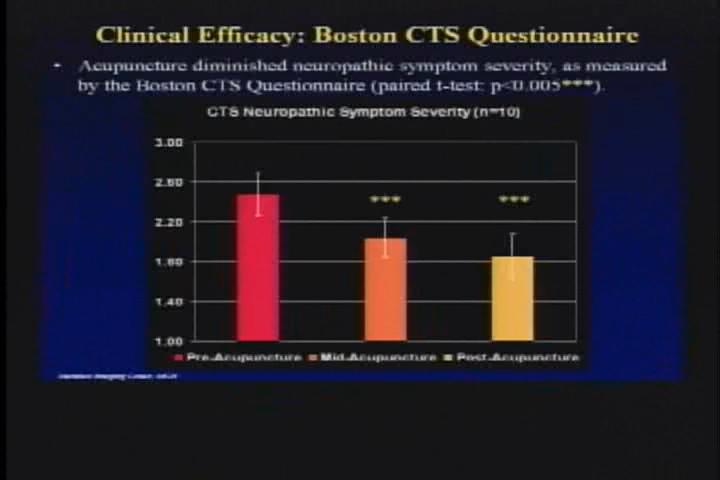 Clinical Efficacy: Boston CTS Questionnaire
• Acupuncture diminished neuropathic symptom severity, as measured
by the Boston CTS Questionnaire (paired t-test: p<0.005***).
CTS Neuropathic Symptom Severity (n=10)
3.00
2.60
2.20
1.80
1.40
1.00
*** ***
Pre-Acupuncture Mid-Acupuncture Post-Acupuncture